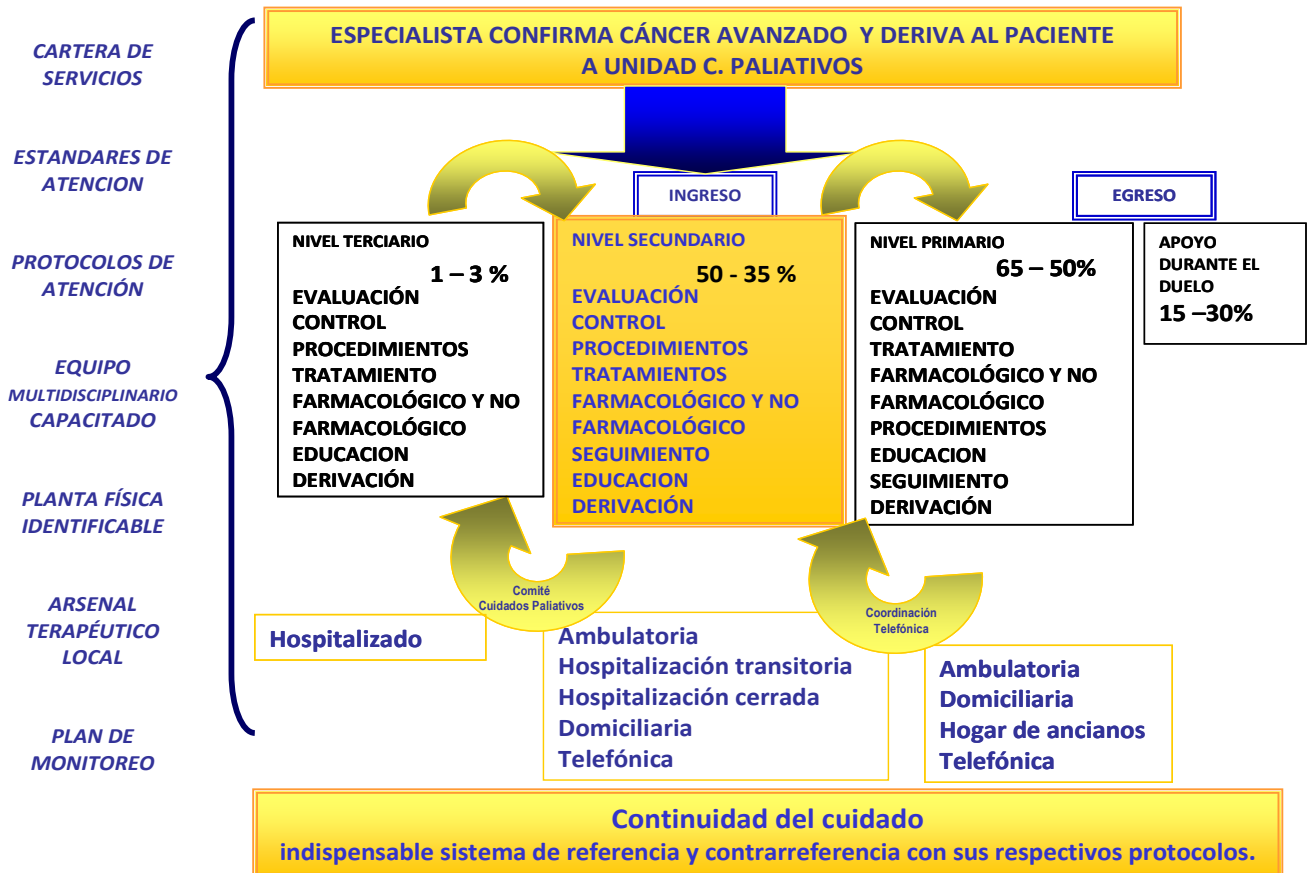 CARTERA DE
SERVICIOS
ESTANDARES DE
ATENCION
PROTOCOLOS DE
ATENCIÓN
EQUIPO
MULTIDISCIPLINARIO
CAPACITADO
PLANTA FÍSICA
IDENTIFICABLE
ARSENAL
TERAPÉUTICO
LOCAL
PLAN DE
MONITOREO
ESPECIALISTA CONFIRMA CÁNCER AVANZADO Y DERIVA AL PACIENTE
A UNIDAD C. PALIATIVOS
INGRESO
EGRESO
NIVEL TERCIARIO
1 – 3 %
EVALUACIÓN
CONTROL
PROCEDIMIENTOS
TRATAMIENTO
FARMACOLÓGICO Y NO
FARMACOLÓGICO
EDUCACION
DERIVACIÓN
NIVEL SECUNDARIO
50 - 35 %
EVALUACIÓN
CONTROL
PROCEDIMIENTOS
TRATAMIENTOS
FARMACOLÓGICO Y NO
FARMACOLÓGICO
SEGUIMIENTO
EDUCACION
DERIVACIÓN
NIVEL PRIMARIO
65 – 50%
EVALUACIÓN
CONTROL
TRATAMIENTO
FARMACOLÓGICO Y NO
FARMACOLÓGICO
PROCEDIMIENTOS
EDUCACION
SEGUIMIENTO
DERIVACIÓN
APOYO
DURANTE EL
DUELO
15 –30%
Comité
Cuidados Paliativos
Coordinación
Telefónica
Hospitalizado
Ambulatoria
Hospitalización transitoria
Hospitalización cerrada
Domiciliaria
Telefónica
Ambulatoria
Domiciliaria
Hogar de ancianos
Telefónica
Continuidad del cuidado
indispensable sistema de referencia y contrarreferencia con sus respectivos protocolos.